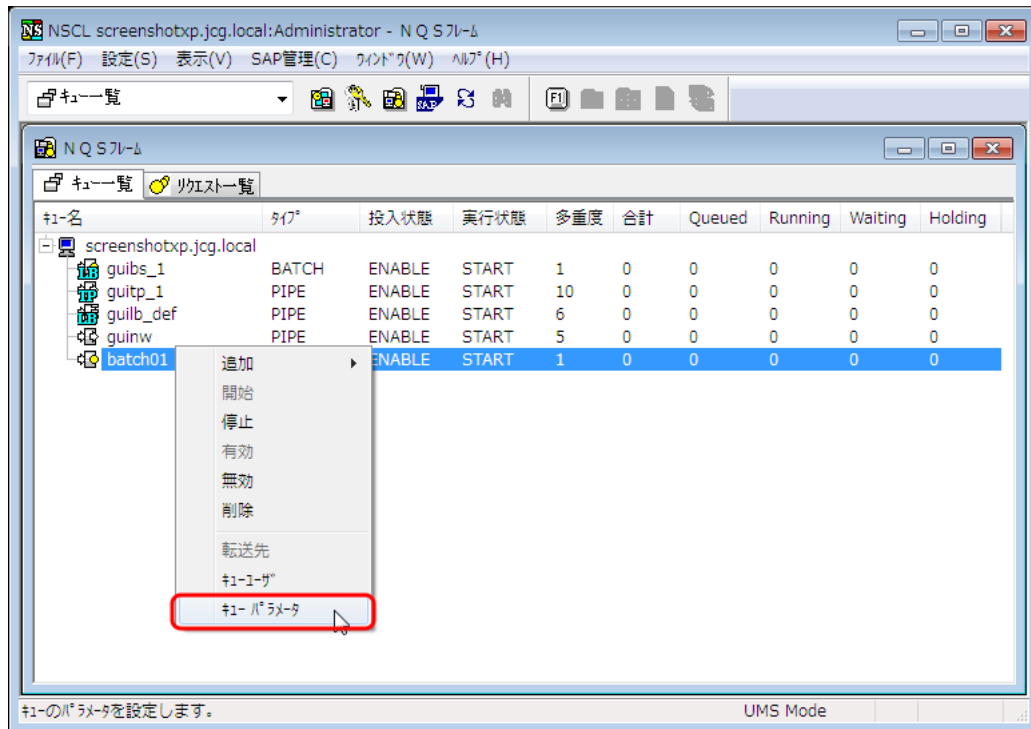 NSCL screenshotxp.jcg.local:Administrator - N Q S ﾌﾚｰﾑ
ﾌｧｲﾙ(F) 設定(S) 表示(V) SAP管理(C) ｳｨﾝﾄﾞｳ(W) ﾍﾙﾌﾟ(H)
ｷｭｰ一覧 SAP F1
N Q S ﾌﾚｰﾑ
ｷｭｰ一覧 ﾘｸｴｽﾄ一覧
ｷｭｰ名 ﾀｲﾌﾟ 投入状態 実行状態 多重度 合計 Queued Running Waiting Holding
screenshotxp.jcg.local
guibs_1 BATCH ENABLE START 1 0 0 0 0 0
guitp_1 PIPE ENABLE START 10 0 0 0 0 0
guilb_def PIPE ENABLE START 6 0 0 0 0 0
guinw PIPE ENABLE START 5 0 0 0 0 0
batch01 ENABLE START 1 0 0 0 0 0
追加
開始
停止
有効
無効
削除
転送先
ｷｭｰﾕｰｻﾞ
ｷｭｰ ﾊﾟﾗﾒｰﾀ
ｷｭｰのﾊﾟﾗﾒｰﾀを設定します。 UMS Mode